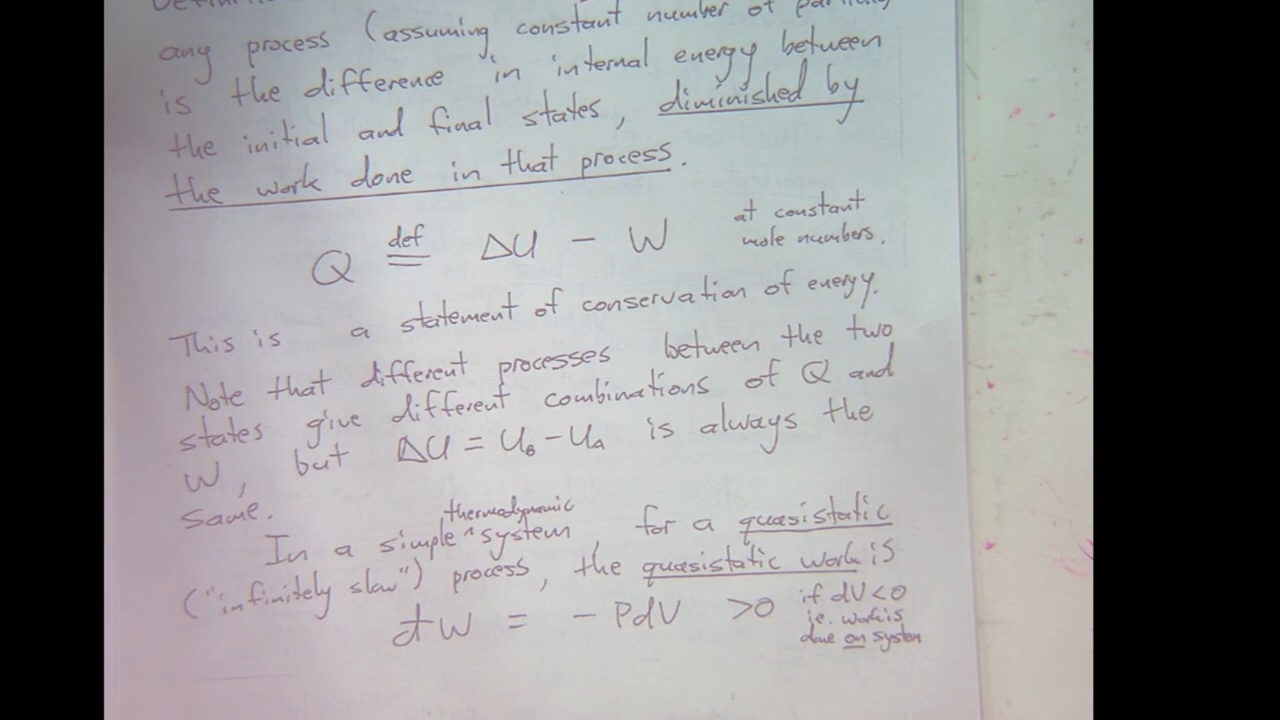 any process (assuming constant number of
is the difference in internal energy between
the initial and final states, diminished by
the work done in that process.
Q def = ΔU - W at constant mole numbers.
This is a statement of conservation of energy.
Note that different processes between the two
states give different combinations of Q and
W, but ΔU = U_B - U_A is always the
same.
In a simple ^ thermodynamic system, for a quasistatic
("infinitely slow") process, the quasistatic work is
đW = - PdV >0 if dV<0
ie. work is
done on system